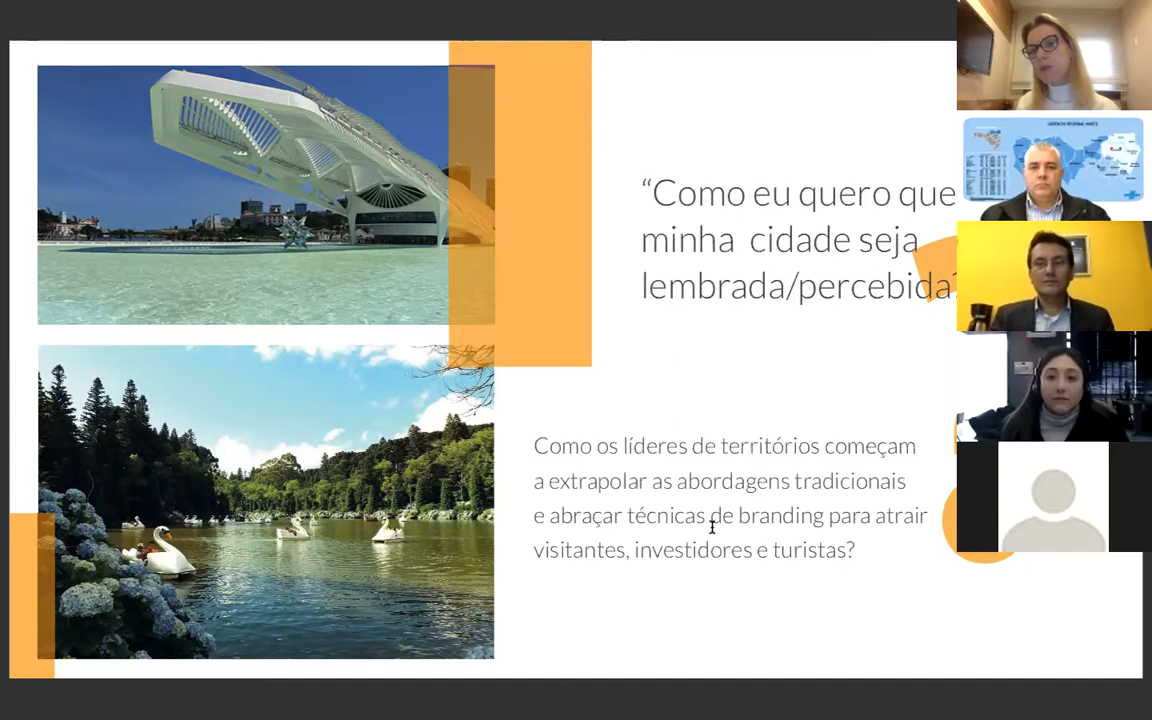 “Como eu quero que
minha cidade seja
lembrada/percebida?
Como os líderes de territórios começam
a extrapolar as abordagens tradicionais
e abraçar técnicas de branding para atrair
visitantes, investidores e turistas?